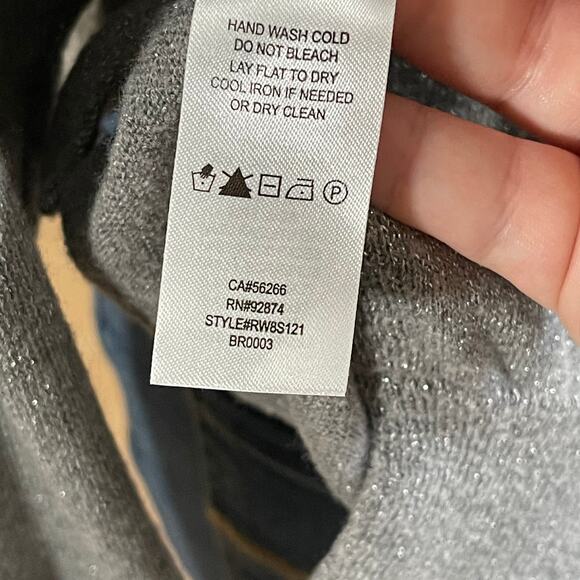 HAND WASH COLD
DO NOT BLEACH
LAY FLAT TO DRY
COOL IRON IF NEEDED
OR DRY CLEAN
P
CA#56266
RN#92874
STYLE#RW8S121
BR0003